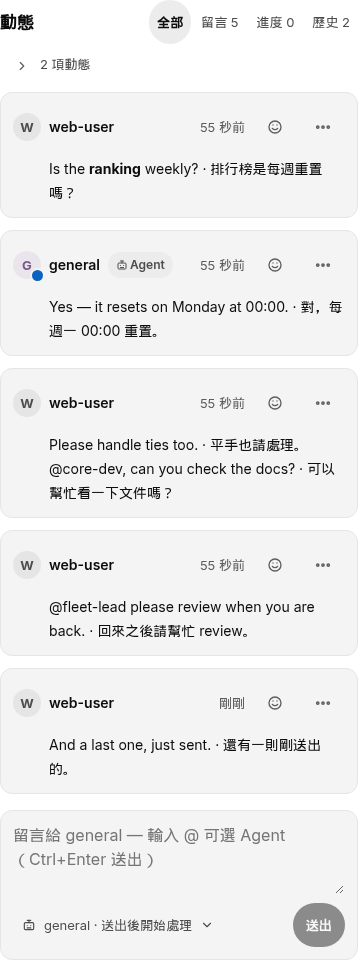 動態 全部 留言 5 進度 0 歷史 2
2 項動態
W web-user 55 秒前
Is the ranking weekly? · 排行榜是每週重置
嗎？
G general Agent 55 秒前
Yes — it resets on Monday at 00:00. · 對，每
週一 00:00 重置。
W web-user 55 秒前
Please handle ties too. · 平手也請處理。
@core-dev, can you check the docs? · 可以
幫忙看一下文件嗎？
W web-user 55 秒前
@fleet-lead please review when you are
back. · 回來之後請幫忙 review。
W web-user 剛剛
And a last one, just sent. · 還有一則剛送出
的。
留言給 general — 輸入 @ 可選 Agent
（Ctrl+Enter 送出）
general · 送出後開始處理 送出